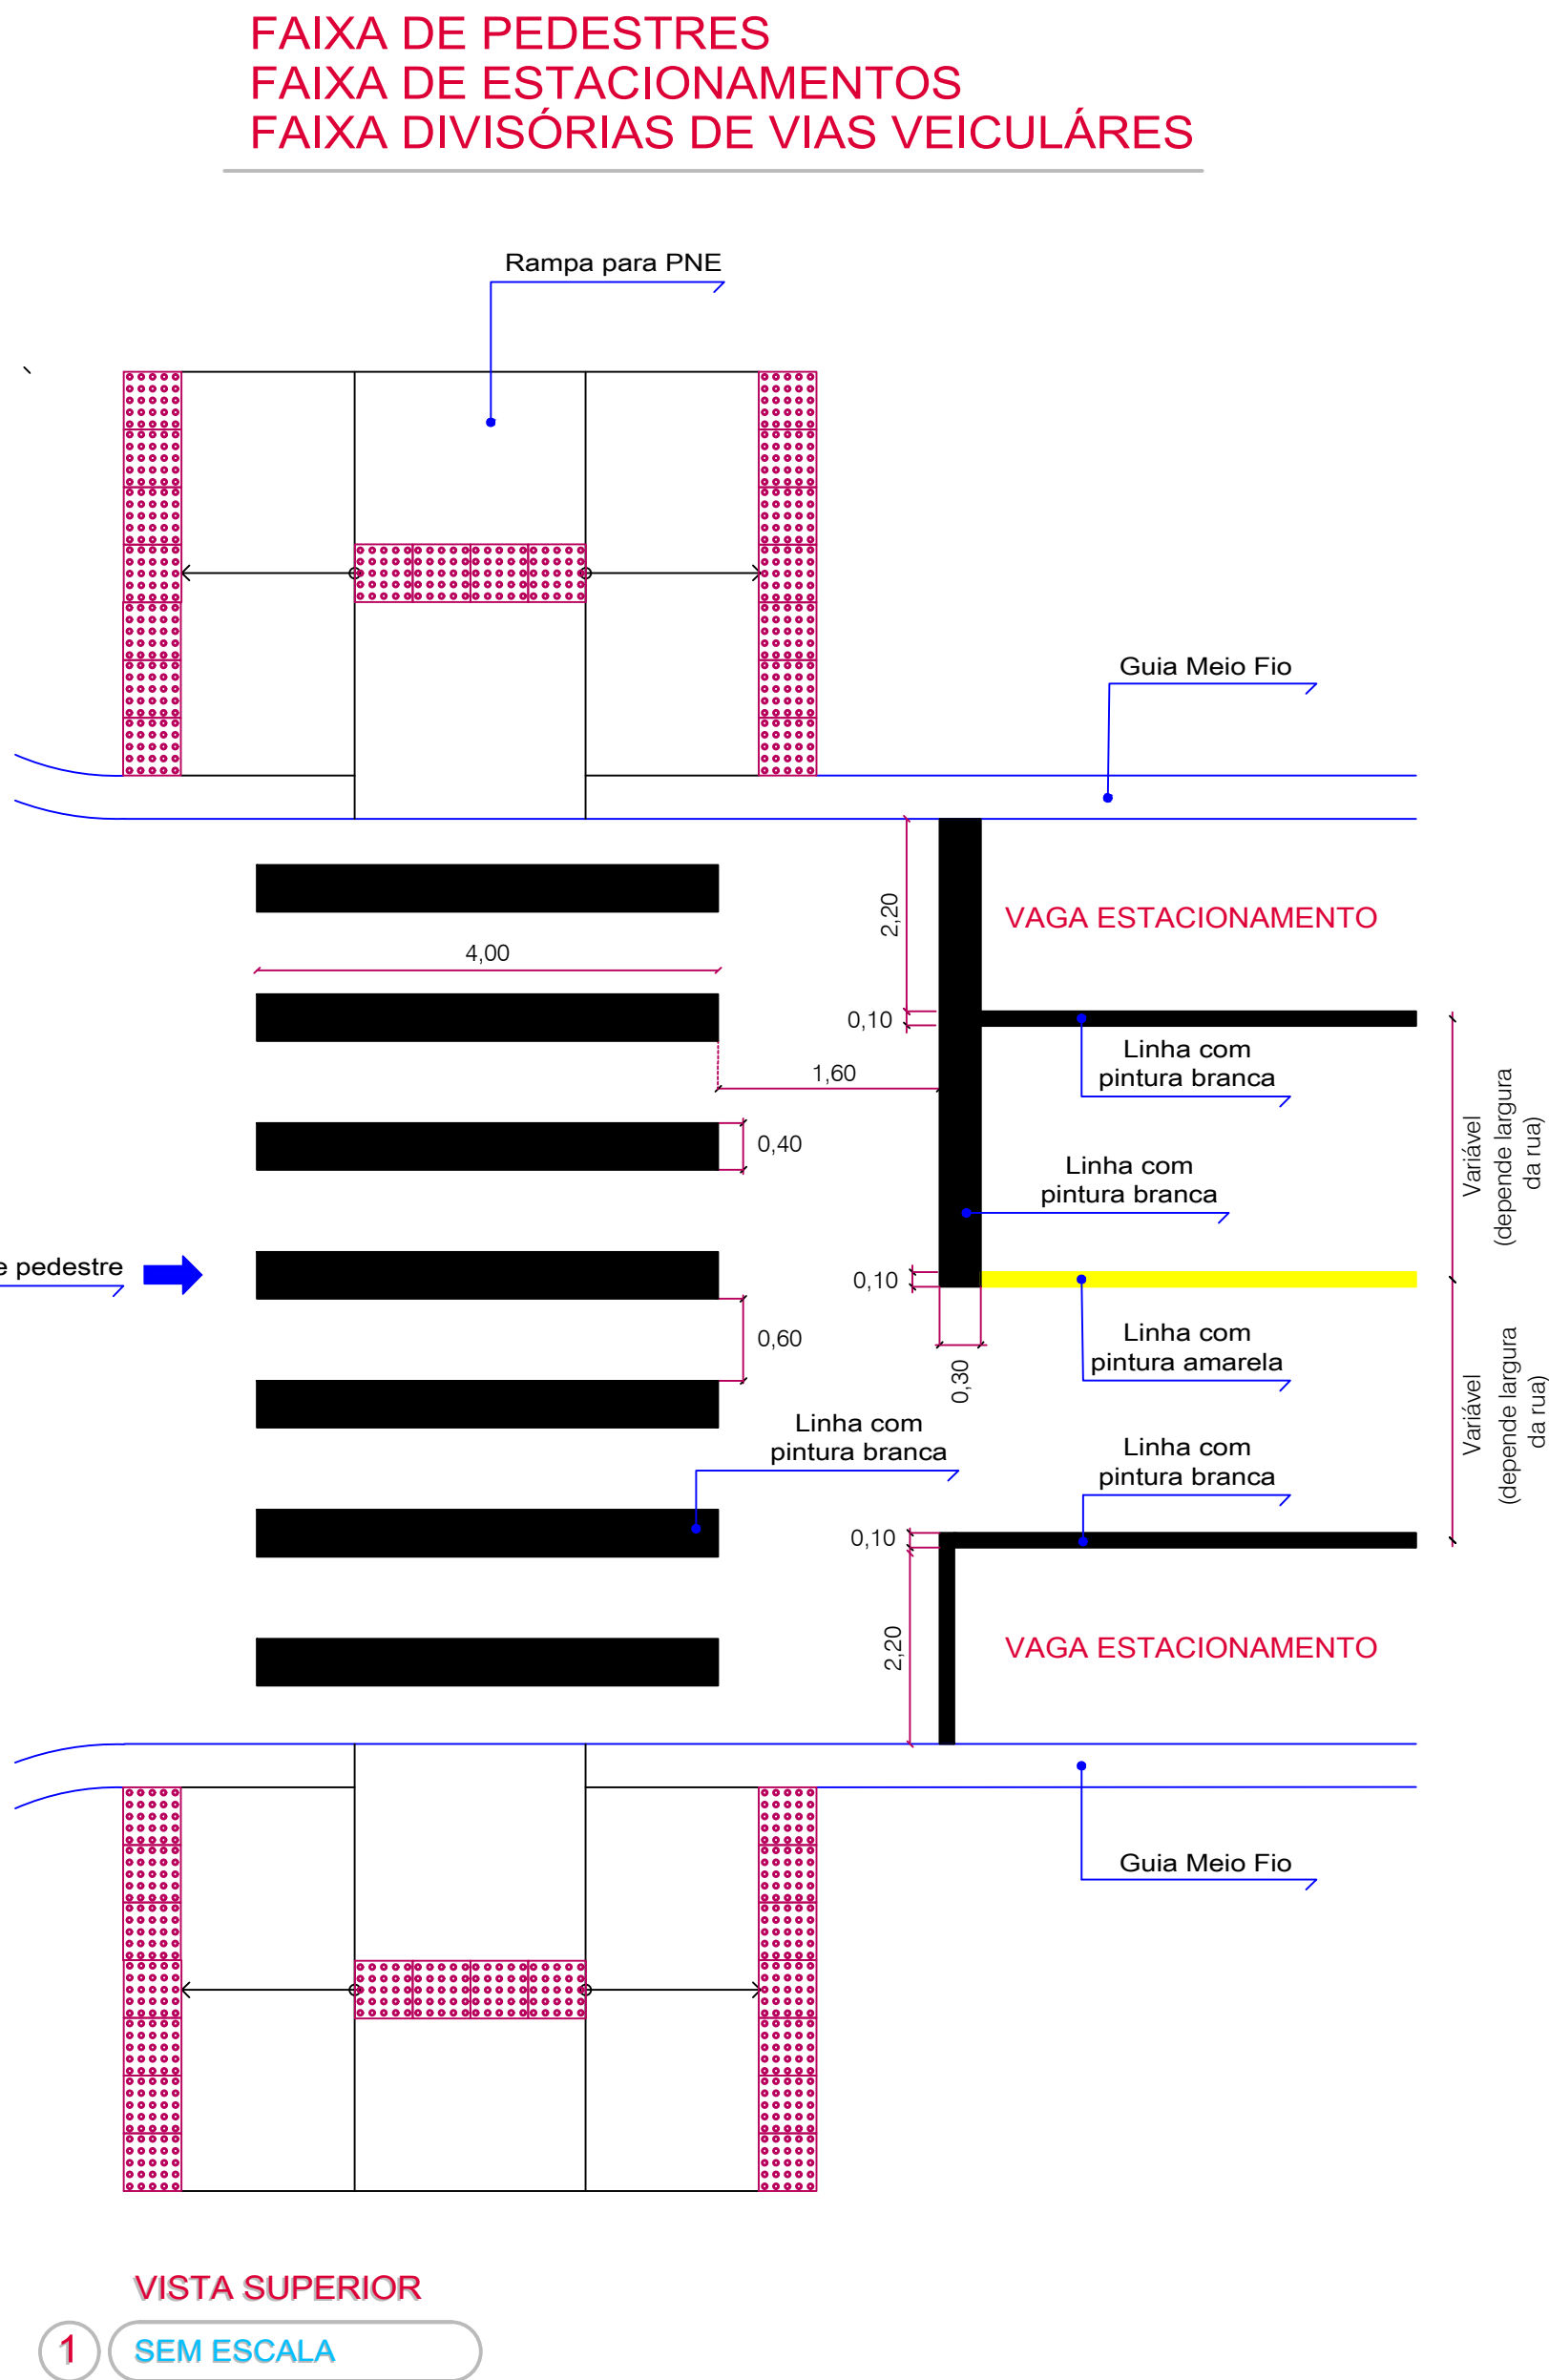 FAIXA DE PEDESTRES
FAIXA DE ESTACIONAMENTOS
FAIXA DIVISÓRIAS DE VIAS VEICULÁRES
Rampa para PNE
Guia Meio Fio
2,20
VAGA ESTACIONAMENTO
4,00
0,10
Linha com
pintura branca
1,60
0,40
Variável
(depende largura
da rua)
Linha com
pintura branca
e pedestre
0,10
0,60
Linha com
pintura amarela
0,30
Variável
(depende largura
da rua)
Linha com
pintura branca
Linha com
pintura branca
0,10
2,20
VAGA ESTACIONAMENTO
Guia Meio Fio
VISTA SUPERIOR
1
SEM ESCALA